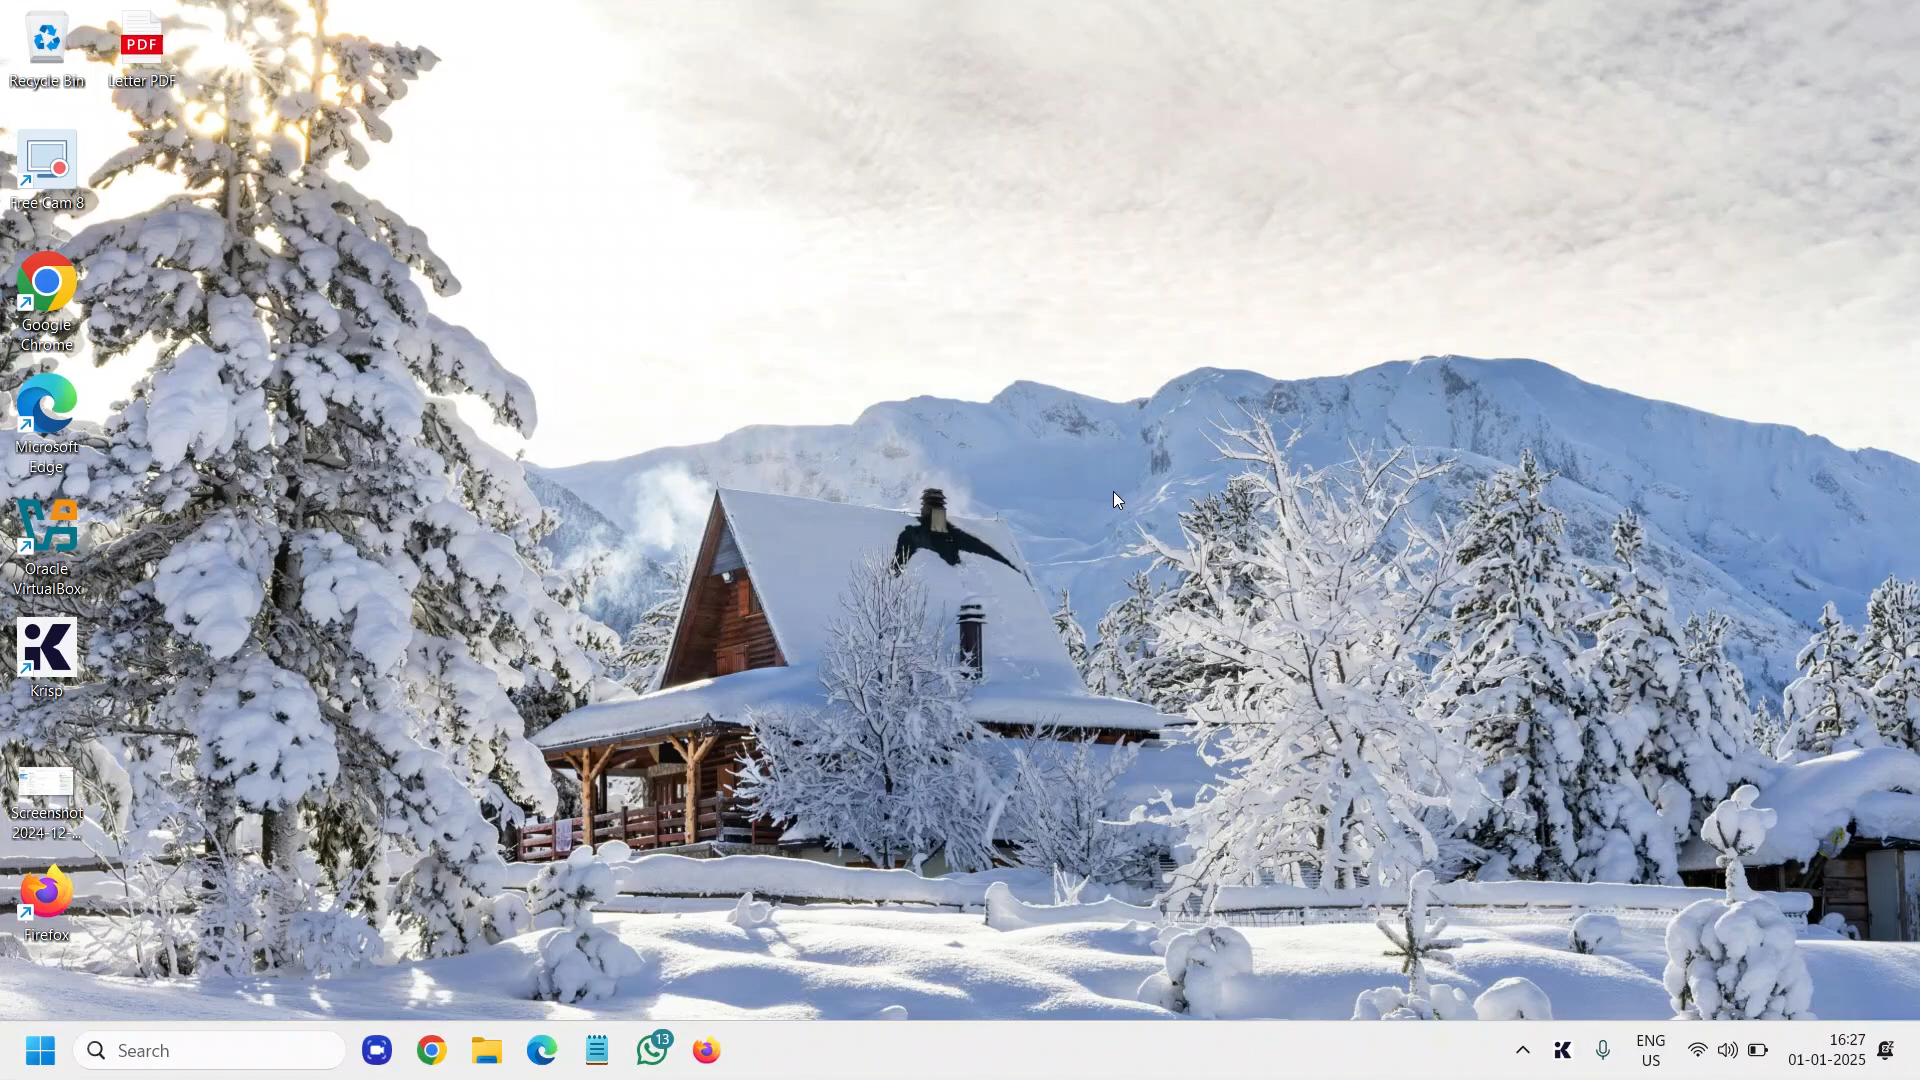 Recycle Bin
PDF
Letter PDF
Free Cam 8
Google
Chrome
Microsoft
Edge
Oracle
VirtualBox
Krisp
Screenshot
2024-12-...
Firefox
Search
13
ENG
US
16:27
01-01-2025